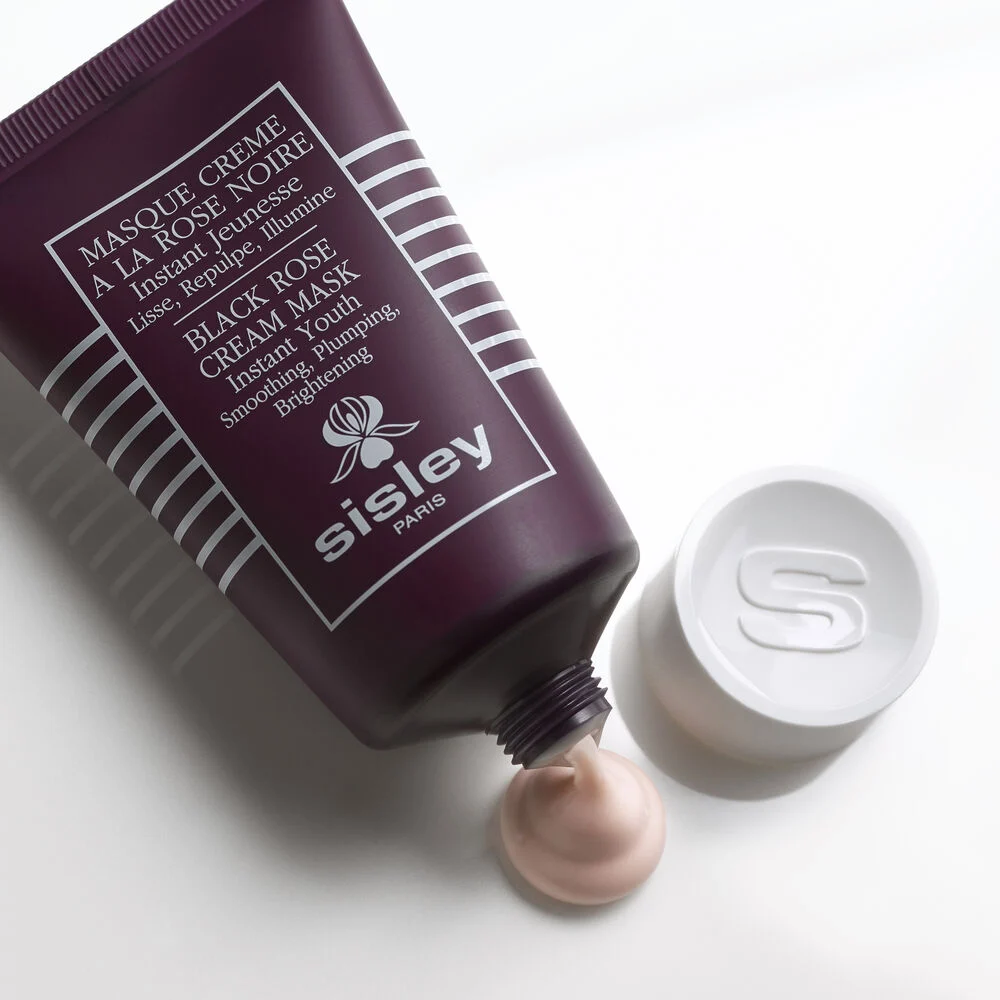 MASQUE CREME
A LA ROSE NOIRE
Instant Jeunesse
Lisse, Repulpe, Illumine
BLACK ROSE
CREAM MASK
Instant Youth
Smoothing, Plumping,
Brightening
sisley
PARIS
S